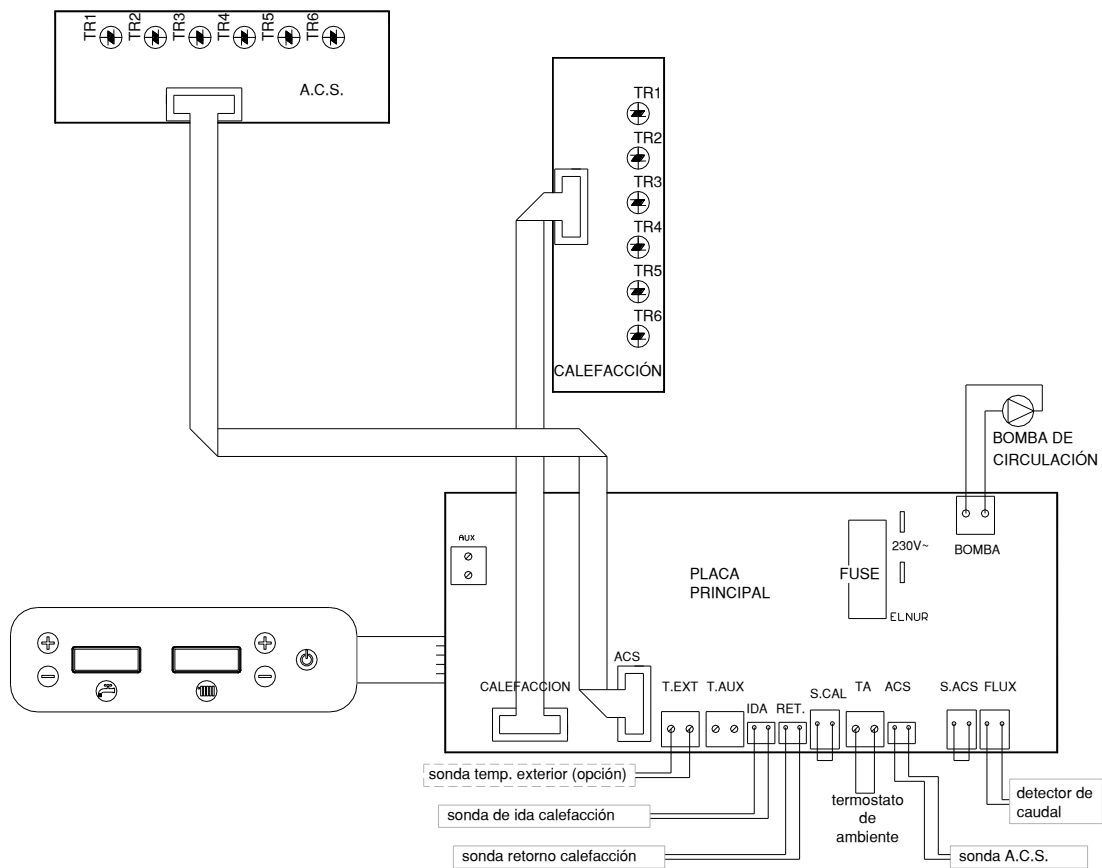 TR1
TR2
TR3
TR4
TR5
TR6
A.C.S.
TR1
TR2
TR3
TR4
TR5
TR6
CALEFACCIÓN
BOMBA DE
CIRCULACIÓN
AUX
PLACA
PRINCIPAL
FUSE
230V~
ELNUR
BOMBA
CALEFACCION
ACS
T.EXT
T.AUX
IDA
RET.
S.CAL
TA
ACS
S.ACS
FLUX
sonda temp. exterior (opción)
sonda de ida calefacción
sonda retorno calefacción
termostato
de
ambiente
detector de
caudal
sonda A.C.S.